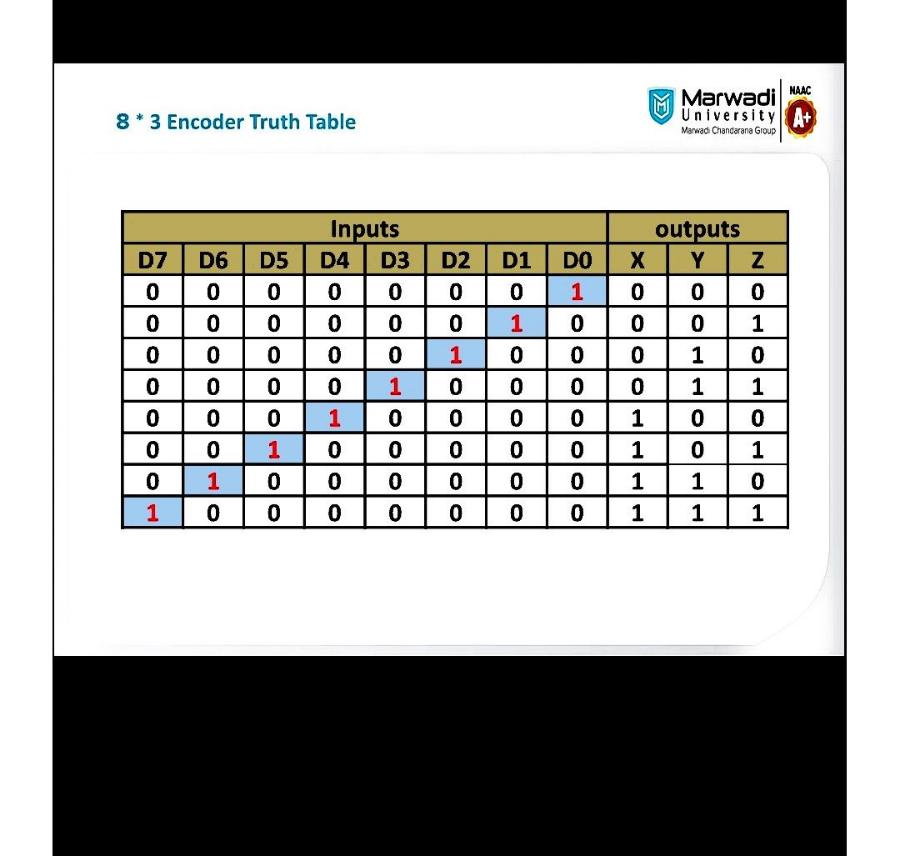 8 * 3 Encoder Truth Table
Marwadi
University
Marwadi Chandarana Group
NAAC
A+
Inputs outputs
D7 D6 D5 D4 D3 D2 D1 D0 X Y Z
0 0 0 0 0 0 0 1 0 0 0
0 0 0 0 0 0 1 0 0 0 1
0 0 0 0 0 1 0 0 0 1 0
0 0 0 0 1 0 0 0 0 1 1
0 0 0 1 0 0 0 0 1 0 0
0 0 1 0 0 0 0 0 1 0 1
0 1 0 0 0 0 0 0 1 1 0
1 0 0 0 0 0 0 0 1 1 1